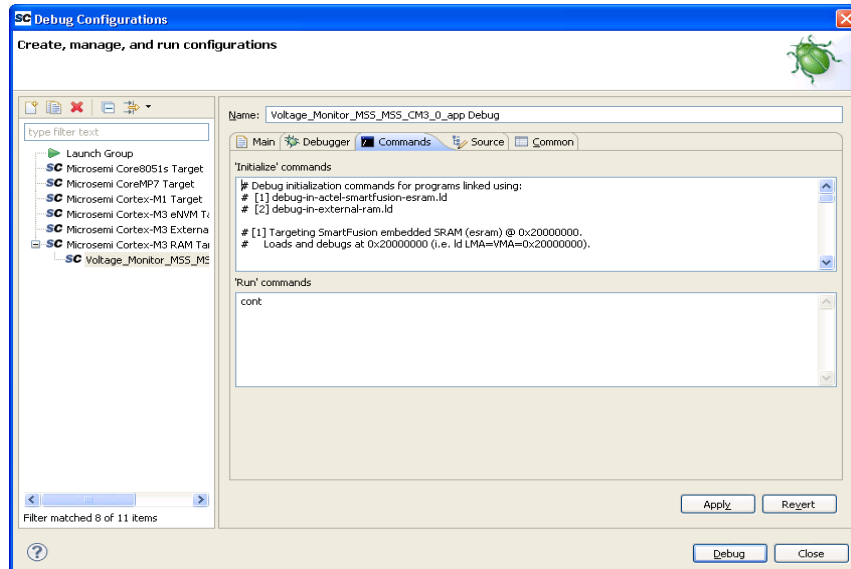 SC Debug Configurations
Create, manage, and run configurations
type filter text
Launch Group
SC Microsemi Core8051s Target
SC Microsemi CoreMP7 Target
SC Microsemi Cortex-M1 Target
SC Microsemi Cortex-M3 eNVM Ta
SC Microsemi Cortex-M3 Externa
SC Microsemi Cortex-M3 RAM Tar
SC Voltage_Monitor_MSS_MS
Filter matched 8 of 11 items
Name: Voltage_Monitor_MSS_MSS_CM3_0_app Debug
Main Debugger Commands Source Common
'Initialize' commands
# Debug initialization commands for programs linked using:
# [1] debug-in-actel-smartfusion-esram.ld
# [2] debug-in-external-ram.ld
# [1] Targeting SmartFusion embedded SRAM (esram) @ 0x20000000.
# Loads and debugs at 0x20000000 (i.e. ld LMA=VMA=0x20000000).
'Run' commands
cont
Apply Revert
? Debug Close